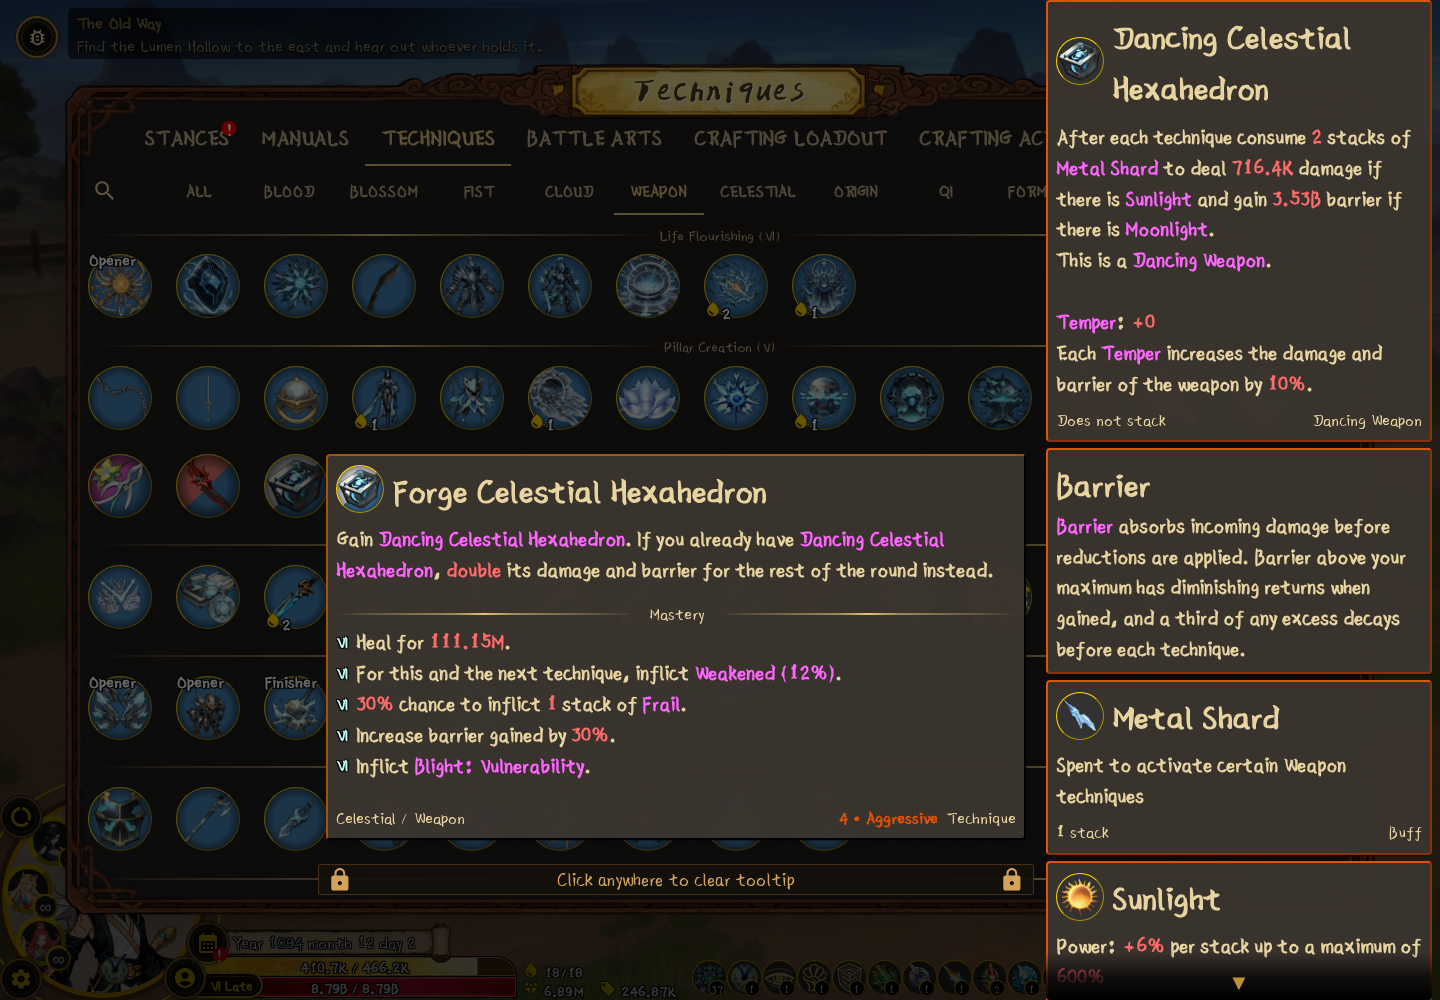 The Old Way
Find the Lumen Hollow to the east and hear out whoever holds it.
Techniques
STANCES
!
MANUALS
TECHNIQUES
BATTLE ARTS
CRAFTING LOADOUT
CRAFTING AC
ALL
BLOOD
BLOSSOM
FIST
CLOUD
WEAPON
CELESTIAL
ORIGIN
QI
FORM
Life Flourishing (VI)
Opener
2
1
Pillar Creation (V)
1
1
1
2
Opener
Opener
Finisher
Forge Celestial Hexahedron
Gain Dancing Celestial Hexahedron. If you already have Dancing Celestial
Hexahedron, double its damage and barrier for the rest of the round instead.
Mastery
VI Heal for 111.15M.
VI For this and the next technique, inflict Weakened (12%).
VI 30% chance to inflict 1 stack of Frail.
VI Increase barrier gained by 30%.
VI Inflict Blight: Vulnerability.
Celestial / Weapon
4 • Aggressive Technique
Click anywhere to clear tooltip
Dancing Celestial
Hexahedron
After each technique consume 2 stacks of
Metal Shard to deal 716.4K damage if
there is Sunlight and gain 3.53B barrier if
there is Moonlight.
This is a Dancing Weapon.
Temper: +0
Each Temper increases the damage and
barrier of the weapon by 10%.
Does not stack
Dancing Weapon
Barrier
Barrier absorbs incoming damage before
reductions are applied. Barrier above your
maximum has diminishing returns when
gained, and a third of any excess decays
before each technique.
Metal Shard
Spent to activate certain Weapon
techniques
1 stack
Buff
Sunlight
Power: +6% per stack up to a maximum of
600%
Year 1094 month 12 day 2
410.7K / 466.2K
VI Late
8.79B / 8.79B
18/18
6.89M
246.87K